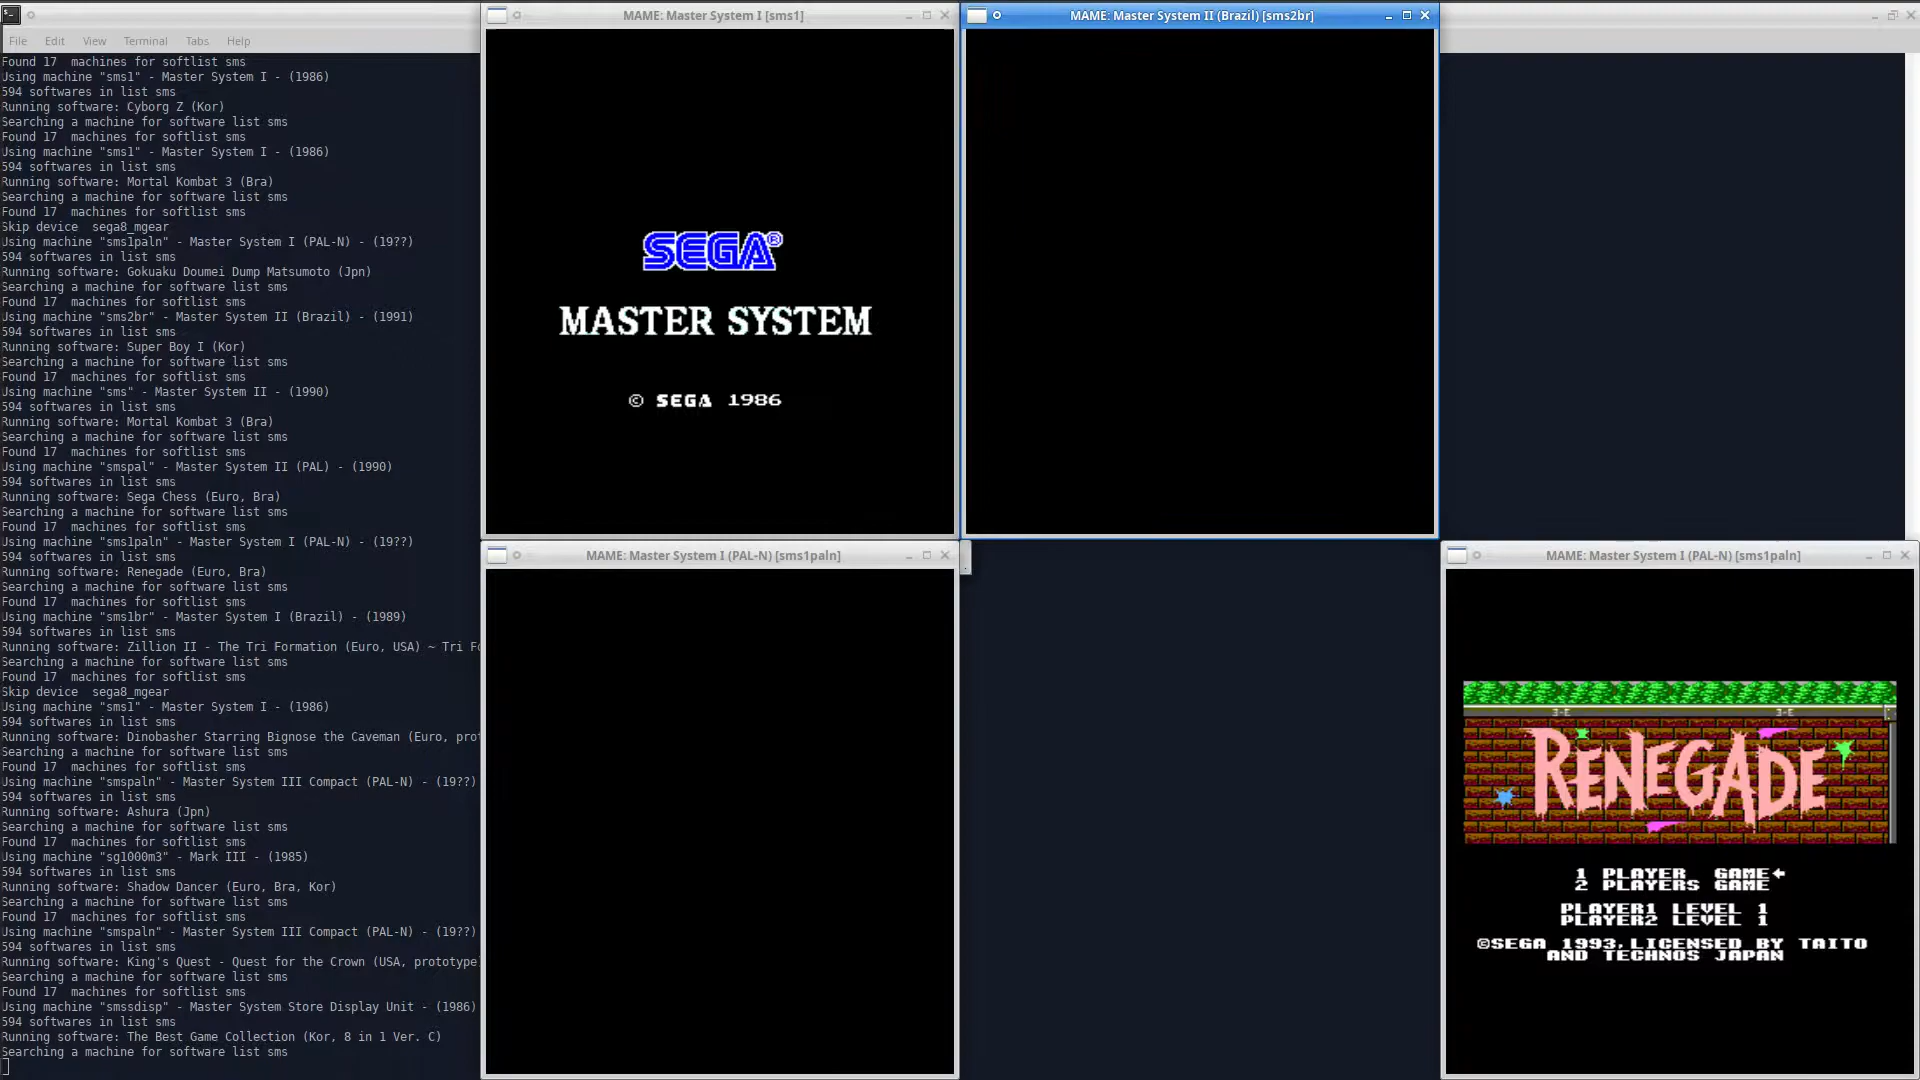 File Edit View Terminal Tabs Help
Found 17  machines for softlist sms
Using machine "sms1" - Master System I - (1986)
594 softwares in list sms
Running software: Cyborg Z (Kor)
Searching a machine for software list sms
Found 17  machines for softlist sms
Using machine "sms1" - Master System I - (1986)
594 softwares in list sms
Running software: Mortal Kombat 3 (Bra)
Searching a machine for software list sms
Found 17  machines for softlist sms
Skip device  sega8_mgear
Using machine "sms1paln" - Master System I (PAL-N) - (19??)
594 softwares in list sms
Running software: Gokuaku Doumei Dump Matsumoto (Jpn)
Searching a machine for software list sms
Found 17  machines for softlist sms
Using machine "sms2br" - Master System II (Brazil) - (1991)
594 softwares in list sms
Running software: Super Boy I (Kor)
Searching a machine for software list sms
Found 17  machines for softlist sms
Using machine "sms" - Master System II - (1990)
594 softwares in list sms
Running software: Mortal Kombat 3 (Bra)
Searching a machine for software list sms
Found 17  machines for softlist sms
Using machine "smspal" - Master System II (PAL) - (1990)
594 softwares in list sms
Running software: Sega Chess (Euro, Bra)
Searching a machine for software list sms
Found 17  machines for softlist sms
Using machine "sms1paln" - Master System I (PAL-N) - (19??)
594 softwares in list sms
Running software: Renegade (Euro, Bra)
Searching a machine for software list sms
Found 17  machines for softlist sms
Using machine "sms1br" - Master System I (Brazil) - (1989)
594 softwares in list sms
Running software: Zillion II - The Tri Formation (Euro, USA) ~ Tri Fo
Searching a machine for software list sms
Found 17  machines for softlist sms
Skip device  sega8_mgear
Using machine "sms1" - Master System I - (1986)
594 softwares in list sms
Running software: Dinobasher Starring Bignose the Caveman (Euro, prot
Searching a machine for software list sms
Found 17  machines for softlist sms
Using machine "smspaln" - Master System III Compact (PAL-N) - (19??)
594 softwares in list sms
Running software: Ashura (Jpn)
Searching a machine for software list sms
Found 17  machines for softlist sms
Using machine "sg1000m3" - Mark III - (1985)
594 softwares in list sms
Running software: Shadow Dancer (Euro, Bra, Kor)
Searching a machine for software list sms
Found 17  machines for softlist sms
Using machine "smspaln" - Master System III Compact (PAL-N) - (19??)
594 softwares in list sms
Running software: King's Quest - Quest for the Crown (USA, prototype
Searching a machine for software list sms
Found 17  machines for softlist sms
Using machine "smssdisp" - Master System Store Display Unit - (1986)
594 softwares in list sms
Running software: The Best Game Collection (Kor, 8 in 1 Ver. C)
Searching a machine for software list sms
MAME: Master System I [sms1]
SEGA®
MASTER SYSTEM
© SEGA 1986
MAME: Master System II (Brazil) [sms2br]
MAME: Master System I (PAL-N) [sms1paln]
MAME: Master System I (PAL-N) [sms1paln]
3-E 3-E
RENEGADE
1 PLAYER GAME←
2 PLAYERS GAME
PLAYER1 LEVEL 1
PLAYER2 LEVEL 1
©SEGA 1993,LICENSED BY TAITO
AND TECHNOS JAPAN